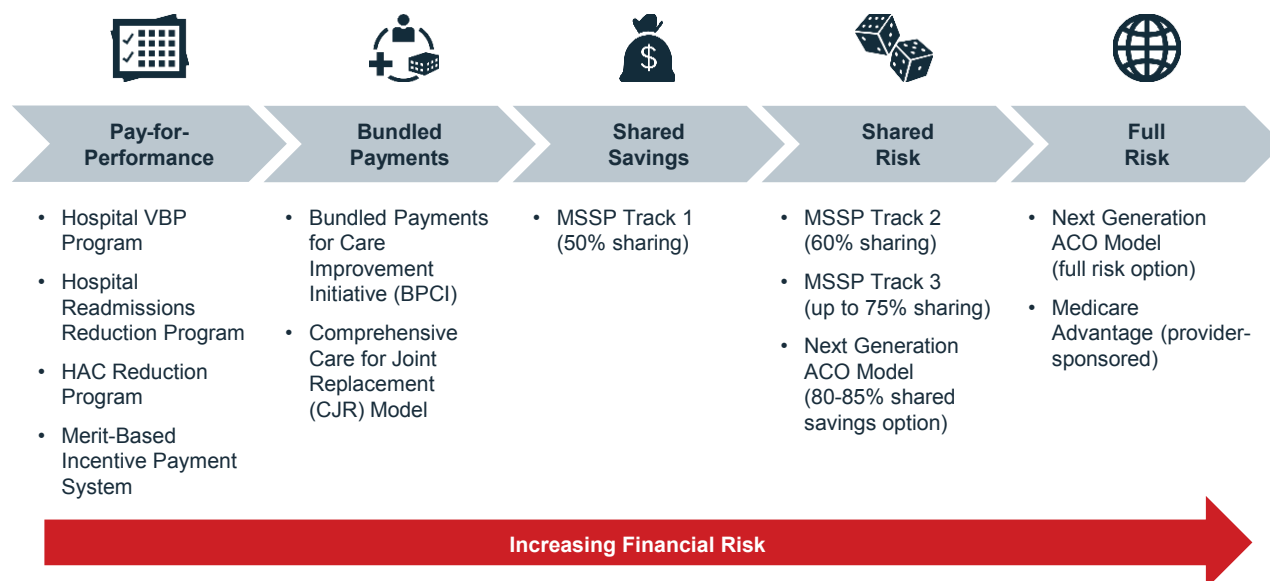 Pay-for-
Performance
Bundled
Payments
Shared
Savings
Shared
Risk
Full
Risk
• Hospital VBP
Program
• Hospital
Readmissions
Reduction Program
• HAC Reduction
Program
• Merit-Based
Incentive Payment
System
• Bundled Payments
for Care
Improvement
Initiative (BPCI)
• Comprehensive
Care for Joint
Replacement
(CJR) Model
• MSSP Track 1
(50% sharing)
• MSSP Track 2
(60% sharing)
• MSSP Track 3
(up to 75% sharing)
• Next Generation
ACO Model
(80-85% shared
savings option)
• Next Generation
ACO Model
(full risk option)
• Medicare
Advantage (provider-
sponsored)
Increasing Financial Risk